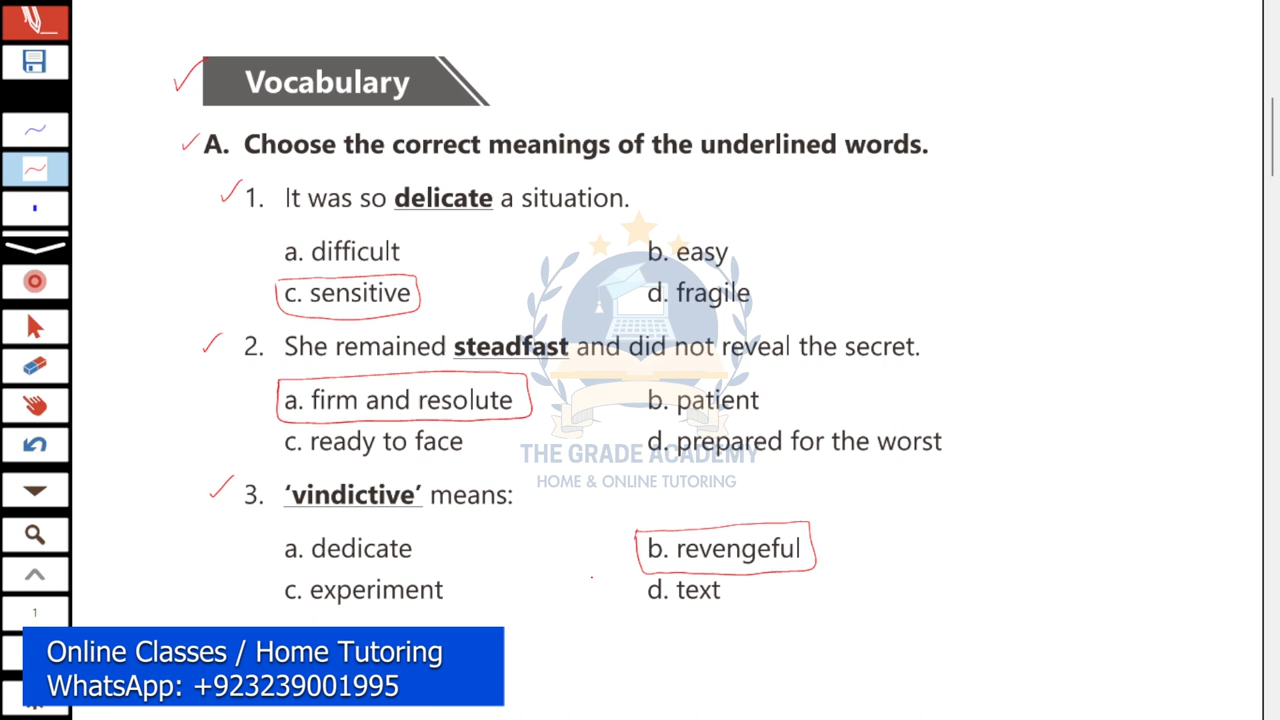 Vocabulary
A. Choose the correct meanings of the underlined words.
1. It was so delicate a situation.
a. difficult
b. easy
c. sensitive
d. fragile
2. She remained steadfast and did not reveal the secret.
a. firm and resolute
b. patient
c. ready to face
d. prepared for the worst
THE GRADE ACADEMY
HOME & ONLINE TUTORING
3. ‘vindictive’ means:
a. dedicate
b. revengeful
c. experiment
d. text
1
Online Classes / Home Tutoring
WhatsApp: +923239001995